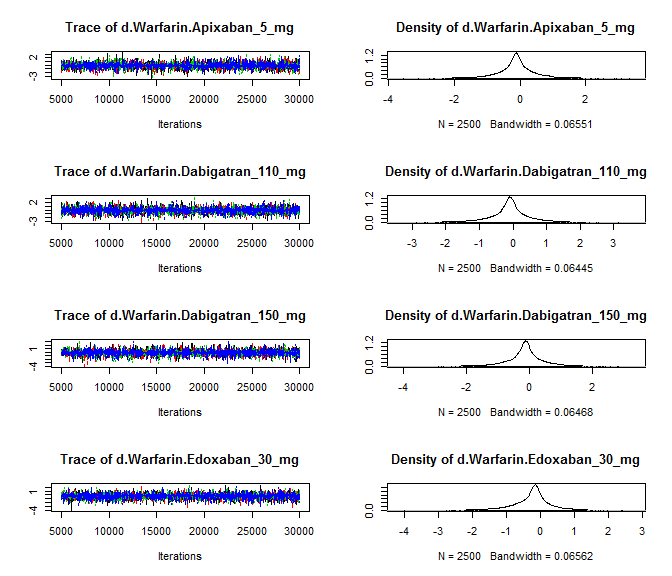 Trace of d.Warfarin.Apixaban_5_mg
Density of d.Warfarin.Apixaban_5_mg
-3 2
5000 10000 15000 20000 25000 30000
Iterations
0.0 1.2
-4 -2 0 2
N = 2500 Bandwidth = 0.06551
Trace of d.Warfarin.Dabigatran_110_mg
Density of d.Warfarin.Dabigatran_110_mg
-3 2
5000 10000 15000 20000 25000 30000
Iterations
0.0 1.2
-3 -2 -1 0 1 2 3
N = 2500 Bandwidth = 0.06445
Trace of d.Warfarin.Dabigatran_150_mg
Density of d.Warfarin.Dabigatran_150_mg
-4 1
5000 10000 15000 20000 25000 30000
Iterations
0.0 1.2
-4 -2 0 2
N = 2500 Bandwidth = 0.06468
Trace of d.Warfarin.Edoxaban_30_mg
Density of d.Warfarin.Edoxaban_30_mg
-4 1
5000 10000 15000 20000 25000 30000
Iterations
0.0
-4 -3 -2 -1 0 1 2 3
N = 2500 Bandwidth = 0.06562